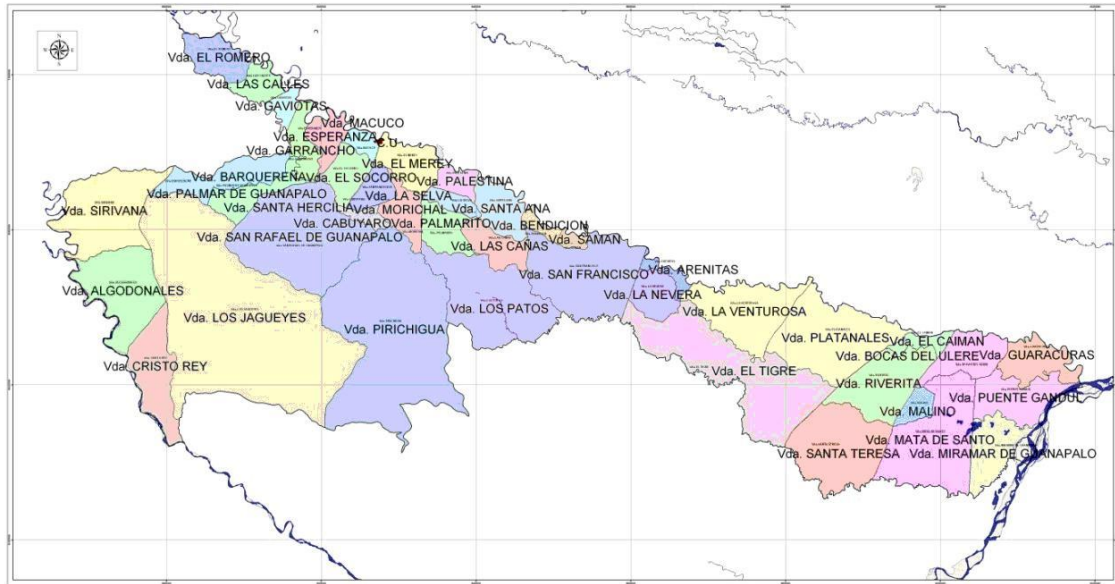 Vda. EL ROMERO
Vda. LAS CALLES
Vda. GAVIOTAS
Vda. MACUCO
Vda. ESPERANZA
C.U
Vda. GARRANCHO
Vda. EL MEREY
Vda. BARQUEREÑA
Vda. EL SOCORRO
Vda. PALESTINA
Vda. PALMAR DE GUANAPALO
Vda. LA SELVA
Vda. SIRIVANA
Vda. SANTA HERCILIA
Vda. MORICHAL
Vda. SANTA ANA
Vda. CABUYARO
Vda. PALMARITO
Vda. BENDICION
Vda. SAN RAFAEL DE GUANAPALO
Vda. LAS CAÑAS
Vda. SAMAN
Vda. SAN FRANCISCO
Vda. ARENITAS
Vda. ALGODONALES
Vda. LA NEVERA
Vda. LOS JAGUEYES
Vda. LOS PATOS
Vda. LA VENTUROSA
Vda. PIRICHIGUA
Vda. PLATANALES
Vda. EL CAIMAN
Vda. BOCAS DEL ULERE
Vda. GUARACURAS
Vda. CRISTO REY
Vda. EL TIGRE
Vda. RIVERITA
Vda. PUENTE GANDUL
Vda. MALINO
Vda. MATA DE SANTO
Vda. SANTA TERESA
Vda. MIRAMAR DE GUANAPALO